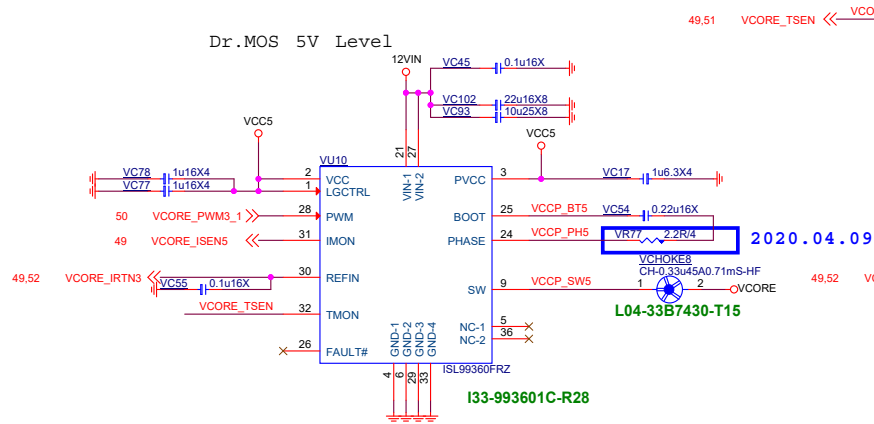 VCO
49,51 VCORE_TSEN
Dr.MOS 5V Level
12VIN
VC45 0.1u16X
VC102 22u16X8
VC93 10u25X8
VCC5
VCC5
VU10
21
27
VC78 1u16X4
VC77 1u16X4
2 VCC
1 LGCTRL
VIN-1
VIN-2
PVCC 3
VC17 1u6.3X4
50 VCORE_PWM3_1
28 PWM
BOOT 25 VCCP_BT5 VC54 0.22u16X
49 VCORE_ISEN5
31 IMON
PHASE 24 VCCP_PH5 VR77 2.2R/4
2020.04.09
VCHOKE8
CH-0.33u45A0.71mS-HF
49,52 VCORE_IRTN3
30 REFIN
VC55 0.1u16X
SW 9 VCCP_SW5 1 2 VCORE
49,52 VC
L04-33B7430-T15
VCORE_TSEN
32 TMON
NC-1 5
NC-2 36
26 FAULT#
GND-1
GND-2
GND-3
GND-4
4
6
29
33
ISL99360FRZ
I33-993601C-R28